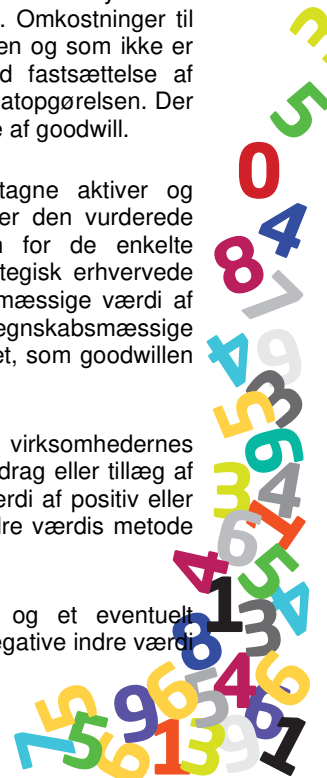 . Omkostninger til
en og som ikke er
d fastsættelse af
atopgørelsen. Der
e af goodwill.
tagne aktiver og
er den vurderede
for de enkelte
tegisk erhvervede
mæssige værdi af
egnskabsmæssige
et, som goodwillen
virksomhedernes
drag eller tillæg af
ærdi af positiv eller
dre værdis metode
og et eventuelt
egative indre værdi